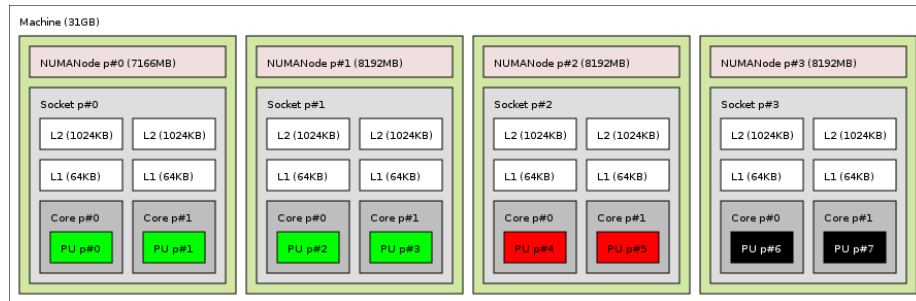 Machine (31GB)
NUMANode p#0 (7166MB)
Socket p#0
L2 (1024KB) L2 (1024KB)
L1 (64KB) L1 (64KB)
Core p#0 Core p#1
PU p#0 PU p#1
NUMANode p#1 (8192MB)
Socket p#1
L2 (1024KB) L2 (1024KB)
L1 (64KB) L1 (64KB)
Core p#0 Core p#1
PU p#2 PU p#3
NUMANode p#2 (8192MB)
Socket p#2
L2 (1024KB) L2 (1024KB)
L1 (64KB) L1 (64KB)
Core p#0 Core p#1
PU p#4 PU p#5
NUMANode p#3 (8192MB)
Socket p#3
L2 (1024KB) L2 (1024KB)
L1 (64KB) L1 (64KB)
Core p#0 Core p#1
PU p#6 PU p#7